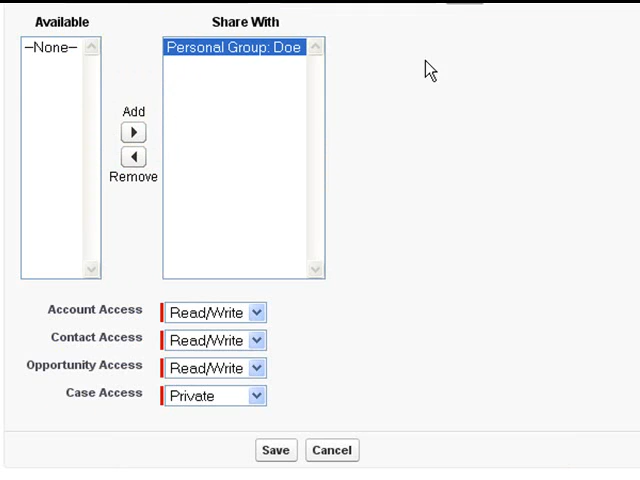 Available
Share With
–None–
Personal Group: Doe
Add
Remove
Account Access
Read/Write
Contact Access
Read/Write
Opportunity Access
Read/Write
Case Access
Private
Save
Cancel